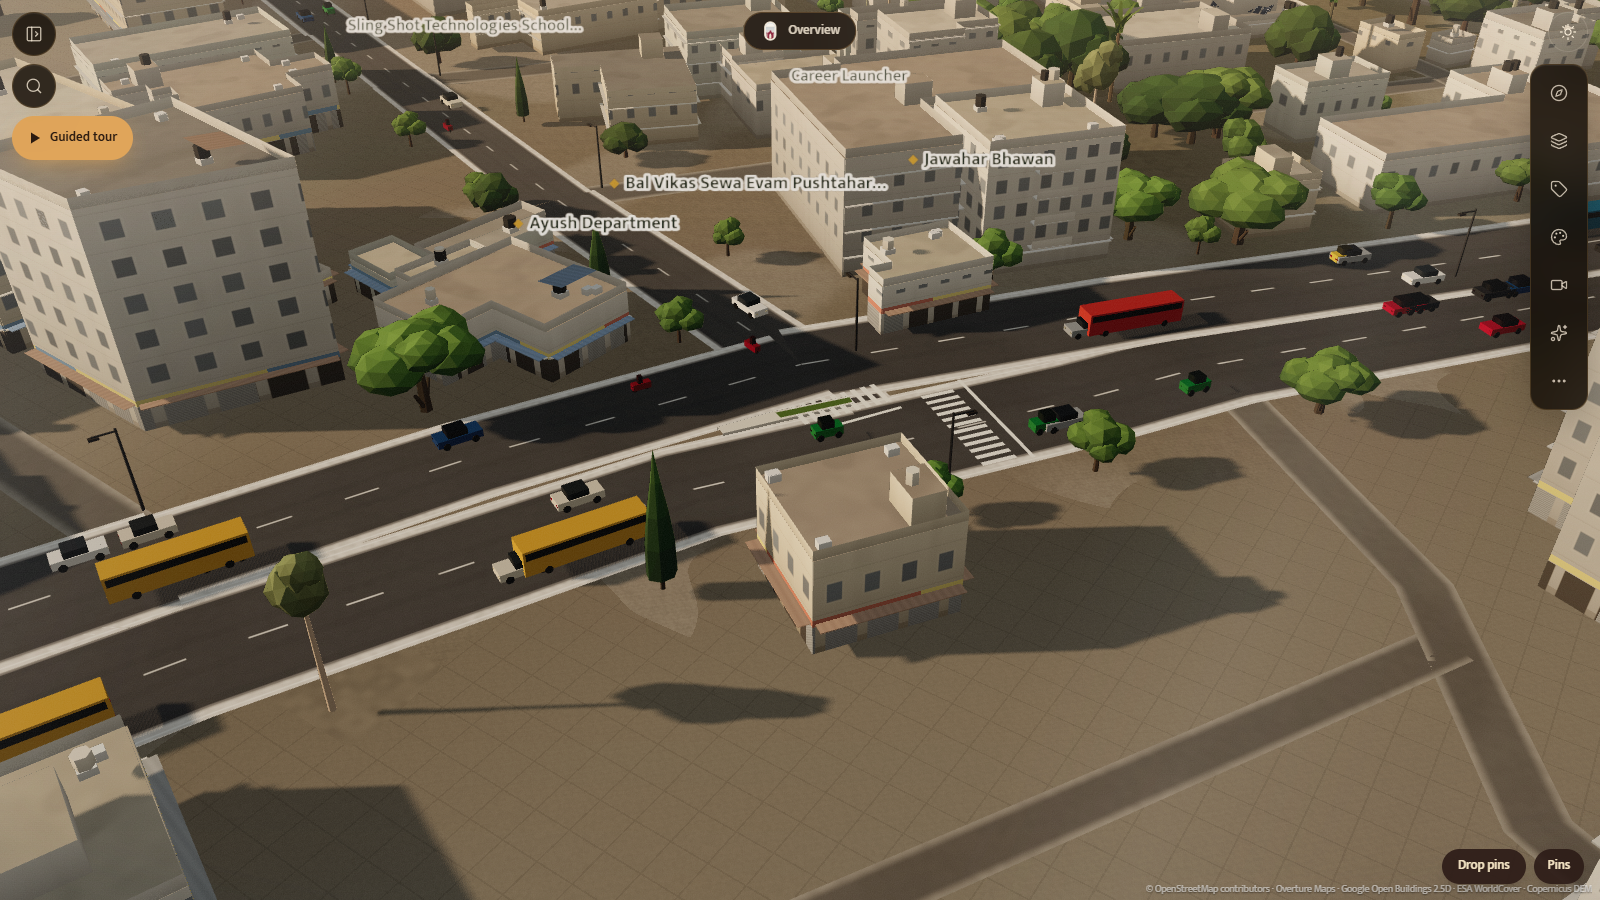 Sling Shot Technologies School...
Overview
Career Launcher
Guided tour
Jawahar Bhawan
Bal Vikas Sewa Evam Pushtahar...
Ayush Department
Drop pins
Pins
© OpenStreetMap contributors · Overture Maps · Google Open Buildings 2.5D · ESA WorldCover · Copernicus DEM